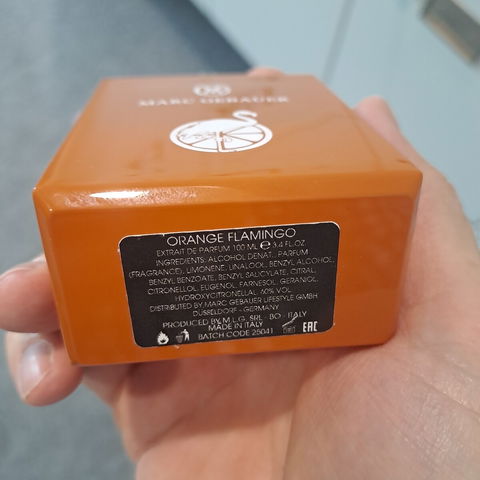 MARC GEBAUER
ORANGE FLAMINGO
EXTRAIT DE PARFUM 100 ML ℮ 3.4 FL.OZ
INGREDIENTS: ALCOHOL DENAT., PARFUM
(FRAGRANCE), LIMONENE, LINALOOL, BENZYL ALCOHOL,
BENZYL BENZOATE, BENZYL SALICYLATE, CITRAL,
CITRONELLOL, EUGENOL, FARNESOL, GERANIOL,
HYDROXYCITRONELLAL 60% VOL
DISTRIBUTED BY MARC GEBAUER LIFESTYLE GMBH
DÜSSELDORF - GERMANY
PRODUCED BY M.L.G. SRL - BO - ITALY
MADE IN ITALY
BATCH CODE 25041
EAC